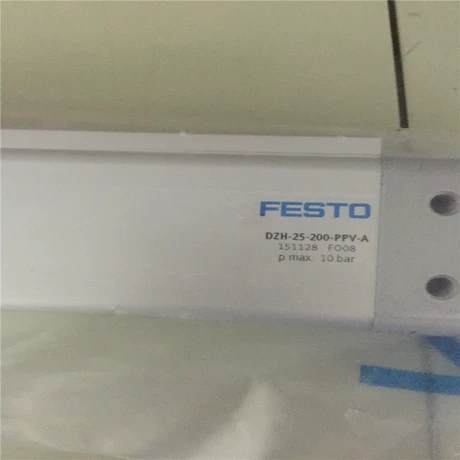 FESTO
DZH-25-200-PPV-A
151128 FO08
p max: 10 bar